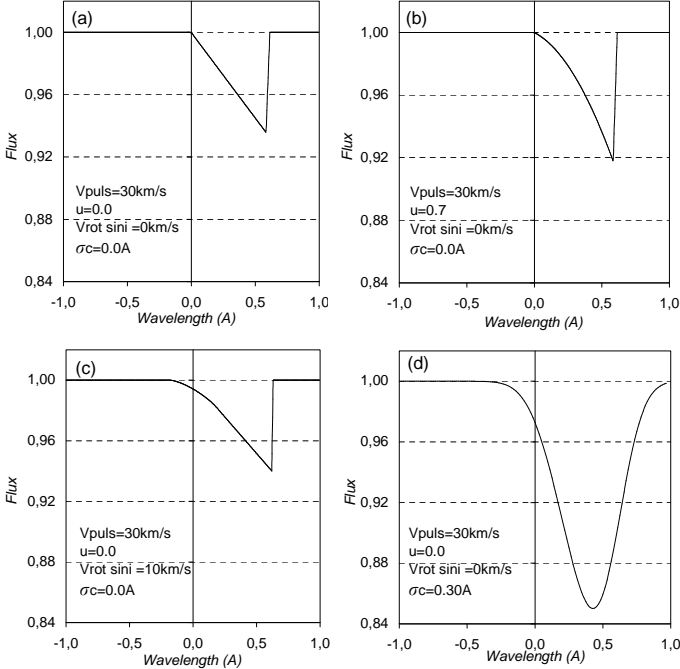 (a)
1,00
0,96
0,92
0,88
0,84
Flux
Vpuls=30km/s
u=0.0
Vrot sini =0km/s
σc=0.0A
-1,0 -0,5 0,0 0,5 1,0
Wavelength (A)
(b)
1,00
0,96
0,92
0,88
0,84
Flux
Vpuls=30km/s
u=0.7
Vrot sini =0km/s
σc=0.0A
-1,0 -0,5 0,0 0,5 1,0
Wavelength (A)
(c)
1,00
0,96
0,92
0,88
0,84
Flux
Vpuls=30km/s
u=0.0
Vrot sini =10km/s
σc=0.0A
-1,0 -0,5 0,0 0,5 1,0
Wavelength (A)
(d)
1,00
0,96
0,92
0,88
0,84
Flux
Vpuls=30km/s
u=0.0
Vrot sini =0km/s
σc=0.30A
-1,0 -0,5 0,0 0,5 1,0
Wavelength (A)